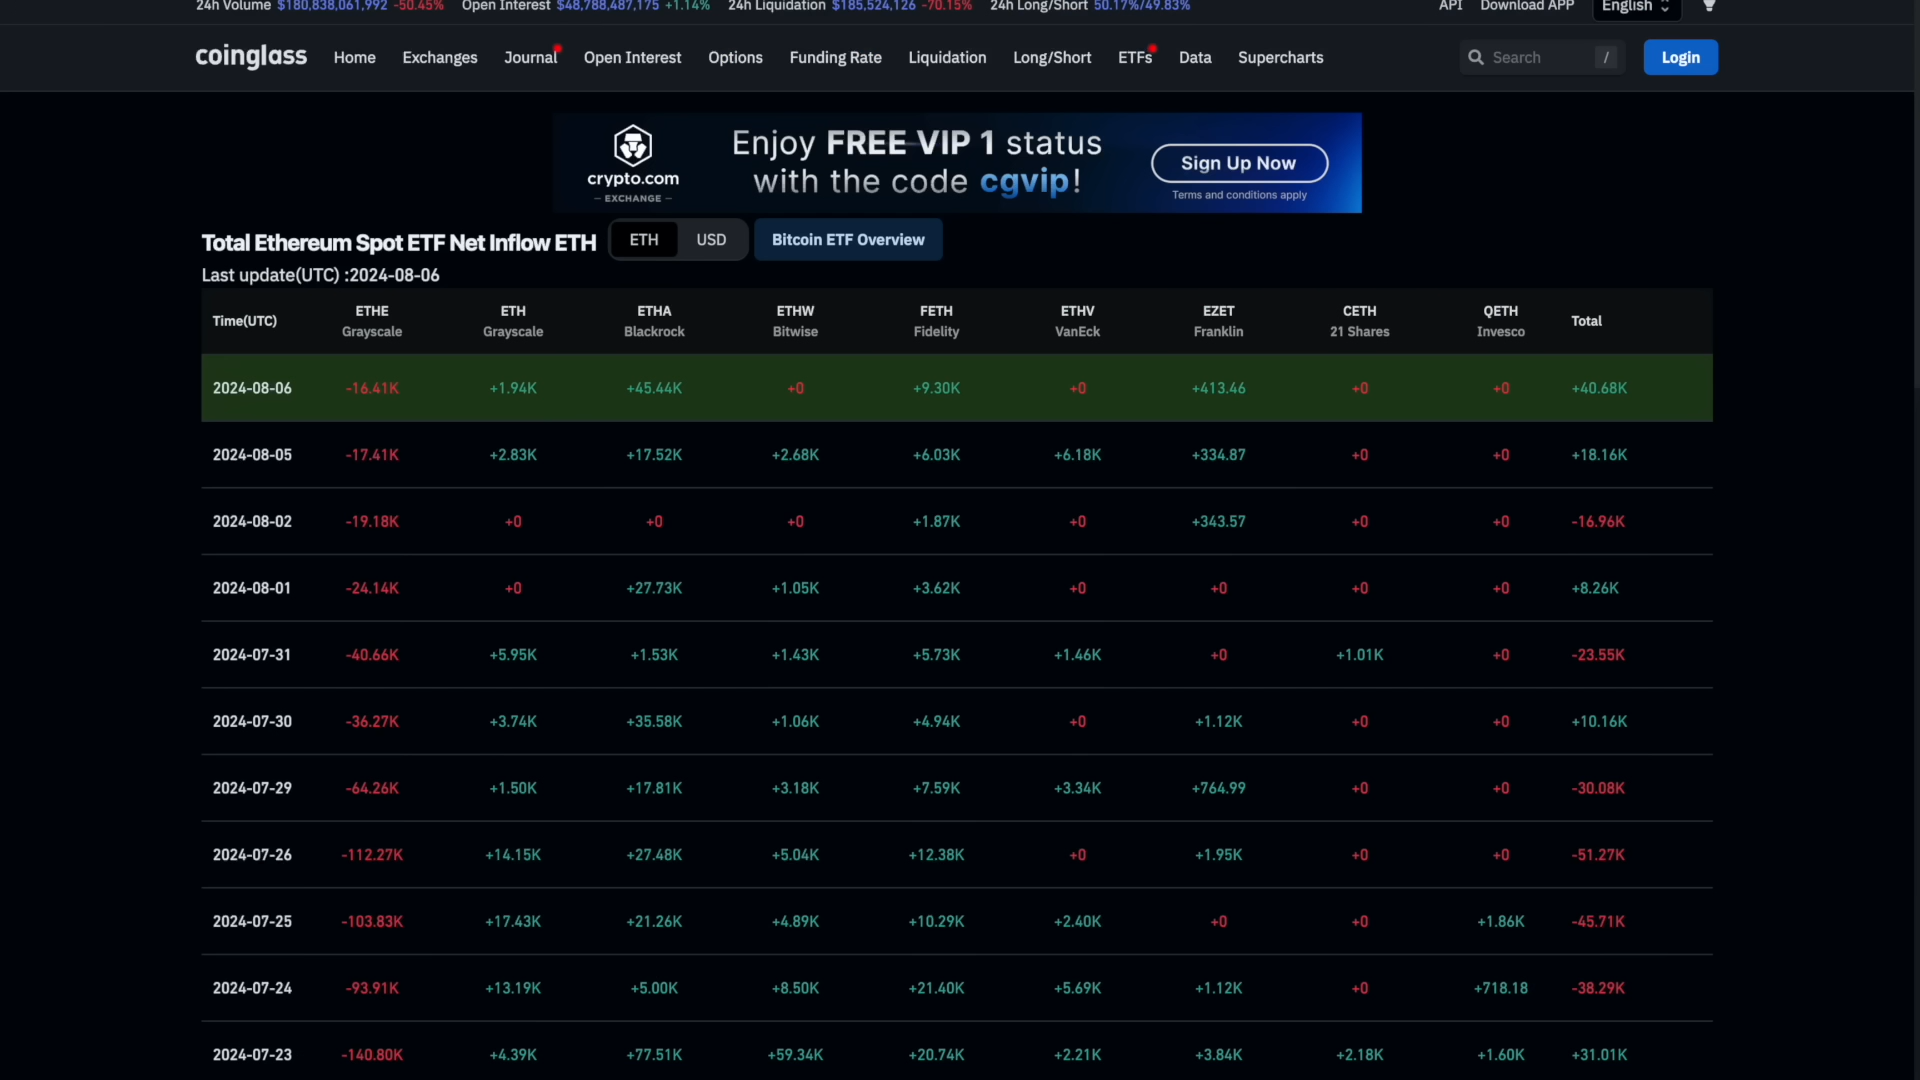 24h Volume $180,838,061,992 -50.45% Open Interest $48,788,487,175 +1.14% 24h Liquidation $185,524,126 -70.15% 24h Long/Short 50.17%/49.83% API Download APP English
coinglass Home Exchanges Journal Open Interest Options Funding Rate Liquidation Long/Short ETFs Data Supercharts Search / Login
crypto.com
— EXCHANGE —
Enjoy FREE VIP 1 status
with the code cgvip!
Sign Up Now
Terms and conditions apply
Total Ethereum Spot ETF Net Inflow ETH ETH USD Bitcoin ETF Overview
Last update(UTC) :2024-08-06
Time(UTC) ETHE ETH ETHA ETHW FETH ETHV EZET CETH QETH Total
Grayscale Grayscale Blackrock Bitwise Fidelity VanEck Franklin 21 Shares Invesco
2024-08-06 -16.41K +1.94K +45.44K +0 +9.30K +0 +413.46 +0 +0 +40.68K
2024-08-05 -17.41K +2.83K +17.52K +2.68K +6.03K +6.18K +334.87 +0 +0 +18.16K
2024-08-02 -19.18K +0 +0 +0 +1.87K +0 +343.57 +0 +0 -16.96K
2024-08-01 -24.14K +0 +27.73K +1.05K +3.62K +0 +0 +0 +0 +8.26K
2024-07-31 -40.66K +5.95K +1.53K +1.43K +5.73K +1.46K +0 +1.01K +0 -23.55K
2024-07-30 -36.27K +3.74K +35.58K +1.06K +4.94K +0 +1.12K +0 +0 +10.16K
2024-07-29 -64.26K +1.50K +17.81K +3.18K +7.59K +3.34K +764.99 +0 +0 -30.08K
2024-07-26 -112.27K +14.15K +27.48K +5.04K +12.38K +0 +1.95K +0 +0 -51.27K
2024-07-25 -103.83K +17.43K +21.26K +4.89K +10.29K +2.40K +0 +0 +1.86K -45.71K
2024-07-24 -93.91K +13.19K +5.00K +8.50K +21.40K +5.69K +1.12K +0 +718.18 -38.29K
2024-07-23 -140.80K +4.39K +77.51K +59.34K +20.74K +2.21K +3.84K +2.18K +1.60K +31.01K